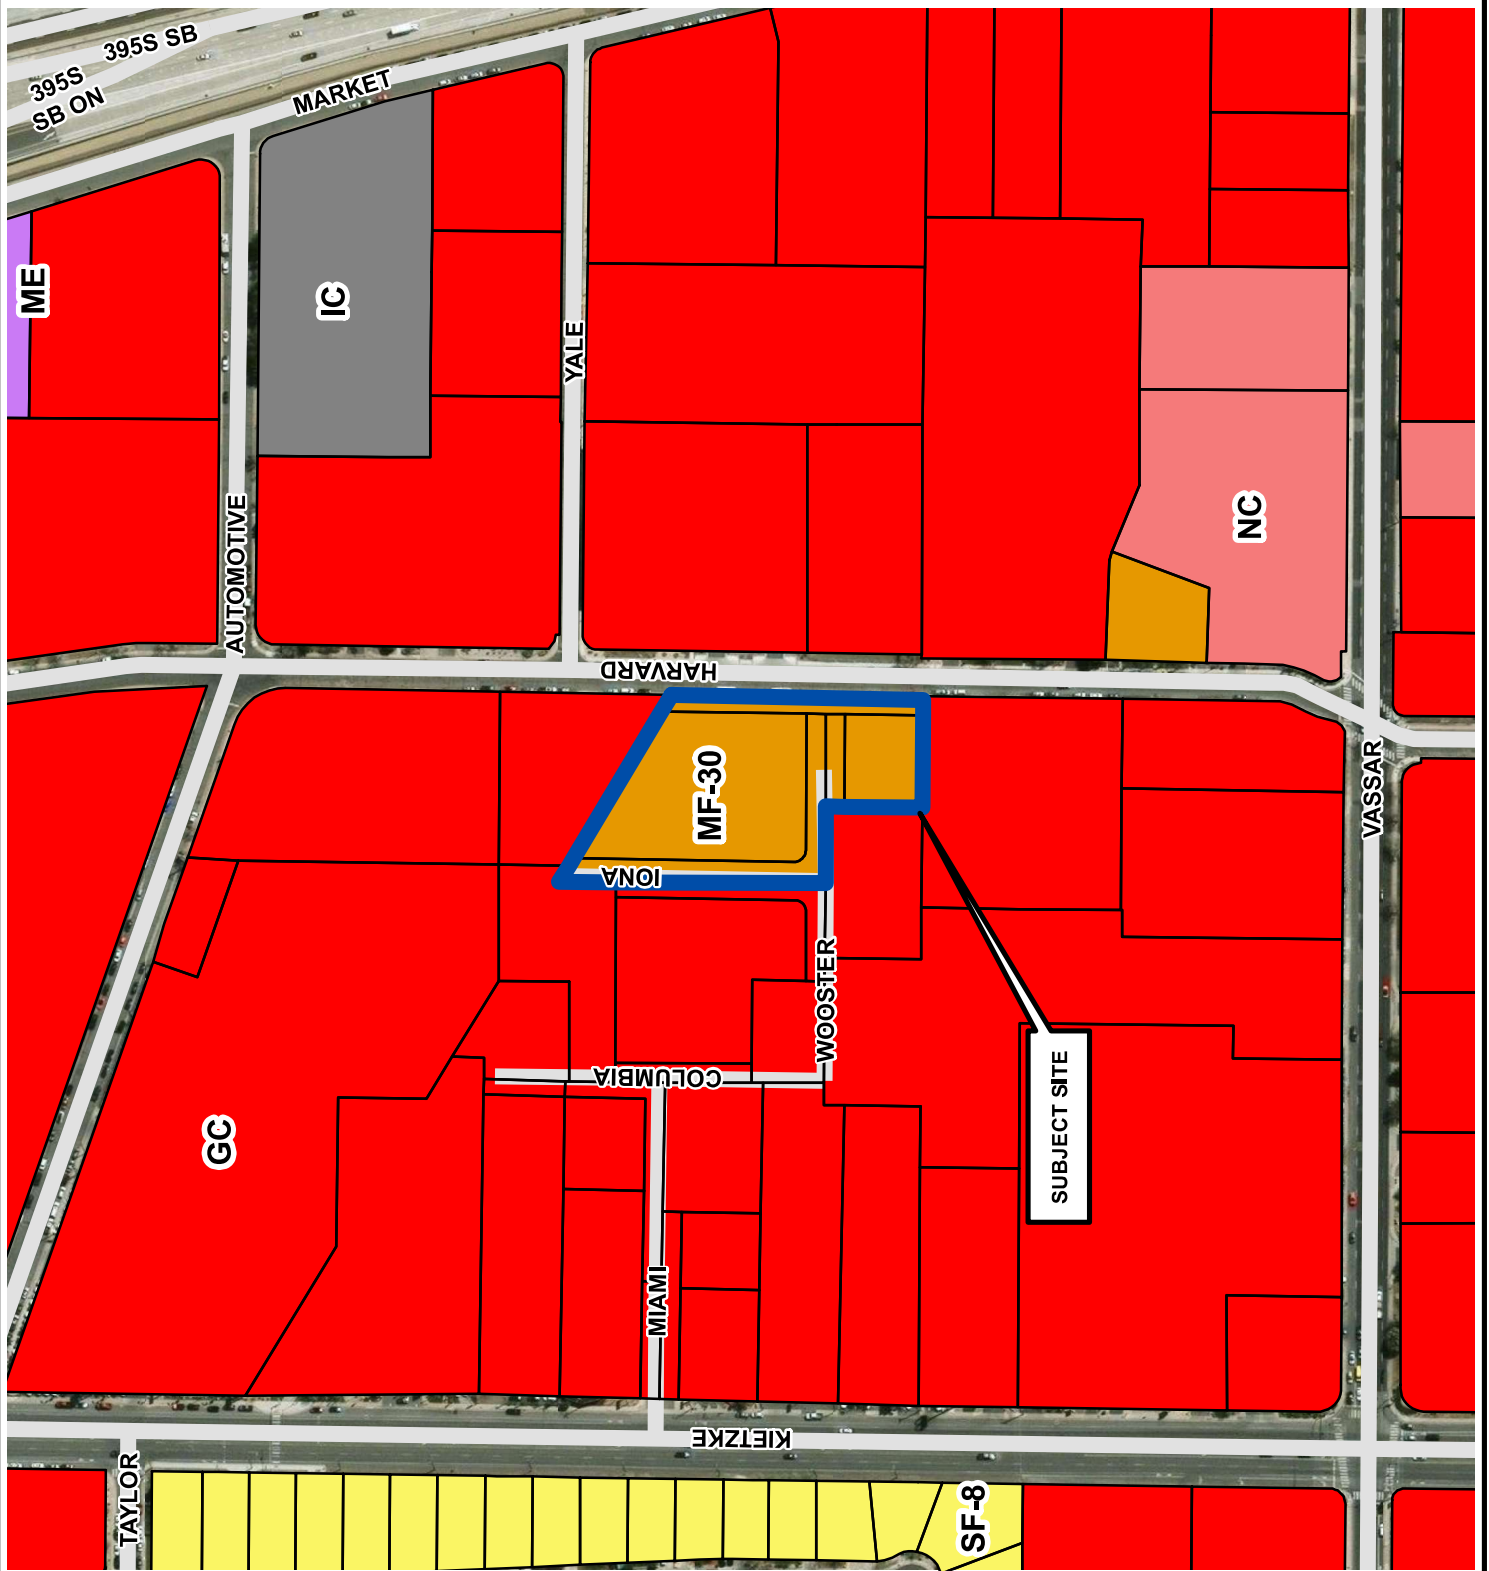 395S SB
395S
SB ON
MARKET
ME
IC
YALE
AUTOMOTIVE
NC
HARVARD
MF-30
VASSAR
IONA
WOOSTER
COLUMBIA
GC
SUBJECT SITE
MIAMI
KIETZKE
TAYLOR
SF-8